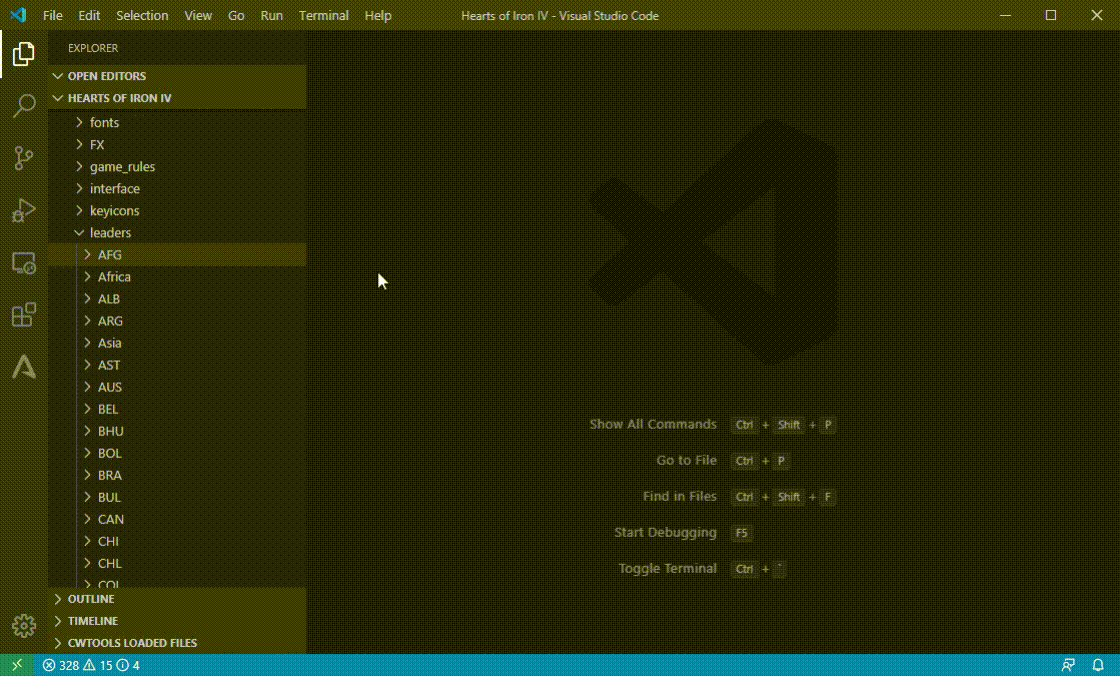 File Edit Selection View Go Run Terminal Help Hearts of Iron IV - Visual Studio Code
EXPLORER
OPEN EDITORS
HEARTS OF IRON IV
fonts
FX
game_rules
interface
keyicons
leaders
AFG
Africa
ALB
ARG
Asia
AST
AUS
BEL
BHU
BOL
BRA
BUL
CAN
CHI
CHL
COL
OUTLINE
TIMELINE
CWTOOLS LOADED FILES
Show All Commands Ctrl + Shift + P
Go to File Ctrl + P
Find in Files Ctrl + Shift + F
Start Debugging F5
Toggle Terminal Ctrl + `
328 15 4